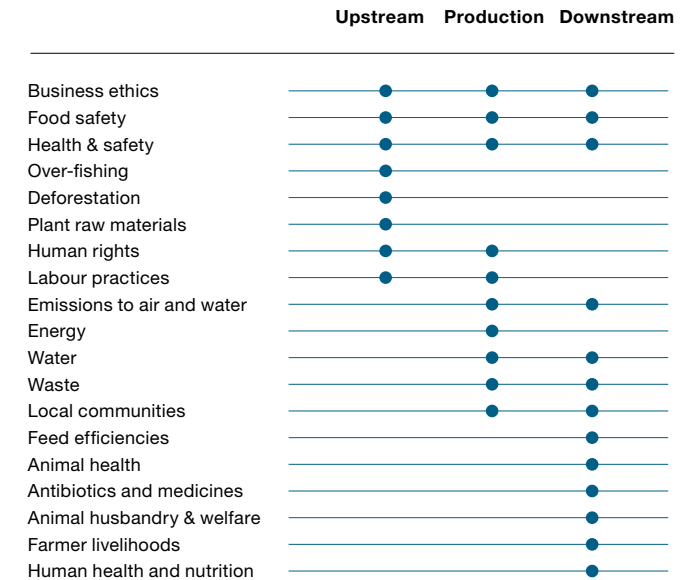 Upstream Production Downstream
Business ethics
Food safety
Health & safety
Over-fishing
Deforestation
Plant raw materials
Human rights
Labour practices
Emissions to air and water
Energy
Water
Waste
Local communities
Feed efficiencies
Animal health
Antibiotics and medicines
Animal husbandry & welfare
Farmer livelihoods
Human health and nutrition